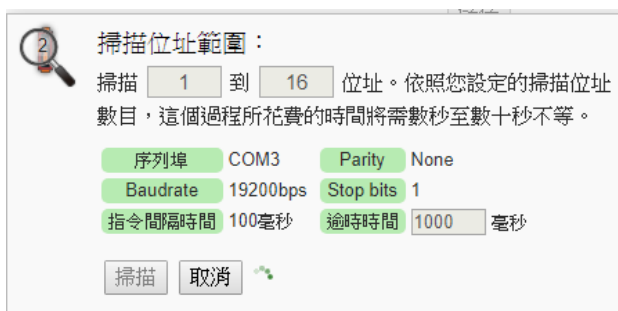 2
掃描位址範圍：
掃描 1 到 16 位址。依照您設定的掃描位址
數目，這個過程所花費的時間將需數秒至數十秒不等。
序列埠 COM3 Parity None
Baudrate 19200bps Stop bits 1
指令間隔時間 100毫秒 逾時時間 1000 毫秒
掃描 取消